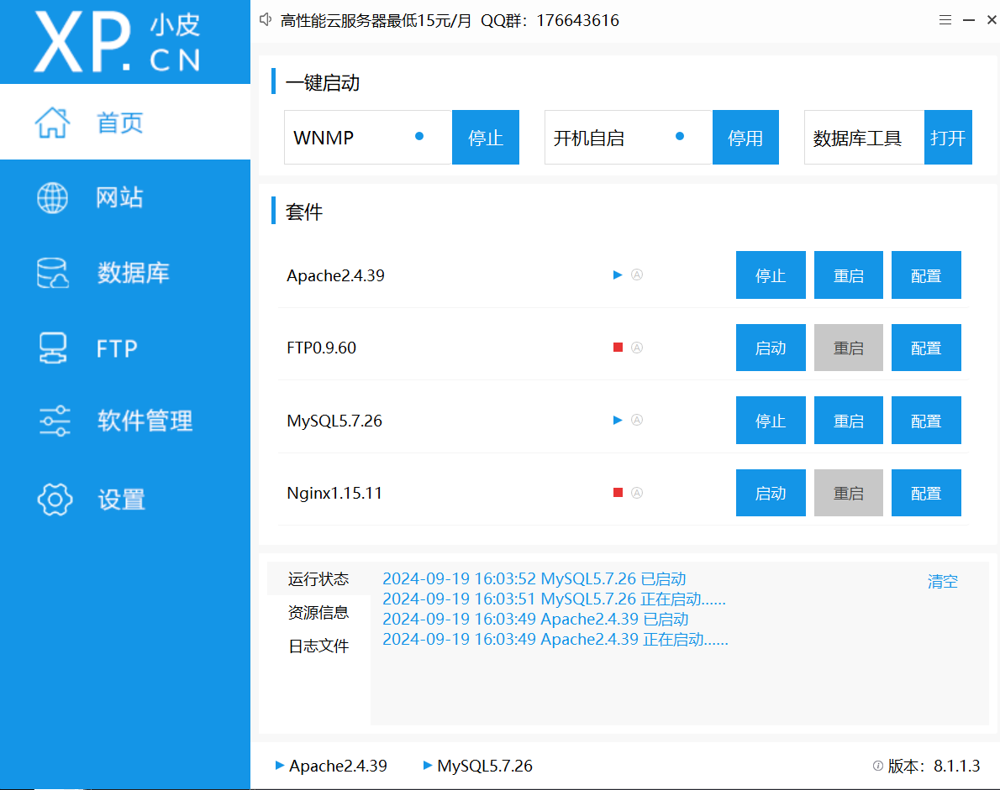 XP.CN 小皮
高性能云服务器最低15元/月 QQ群：176643616
首页
网站
数据库
FTP
软件管理
设置
一键启动
WNMP 停止 开机自启 停用 数据库工具 打开
套件
Apache2.4.39 A 停止 重启 配置
FTP0.9.60 A 启动 重启 配置
MySQL5.7.26 A 停止 重启 配置
Nginx1.15.11 A 启动 重启 配置
运行状态
资源信息
日志文件
2024-09-19 16:03:52 MySQL5.7.26 已启动
2024-09-19 16:03:51 MySQL5.7.26 正在启动......
2024-09-19 16:03:49 Apache2.4.39 已启动
2024-09-19 16:03:49 Apache2.4.39 正在启动......
清空
Apache2.4.39 MySQL5.7.26 版本：8.1.1.3